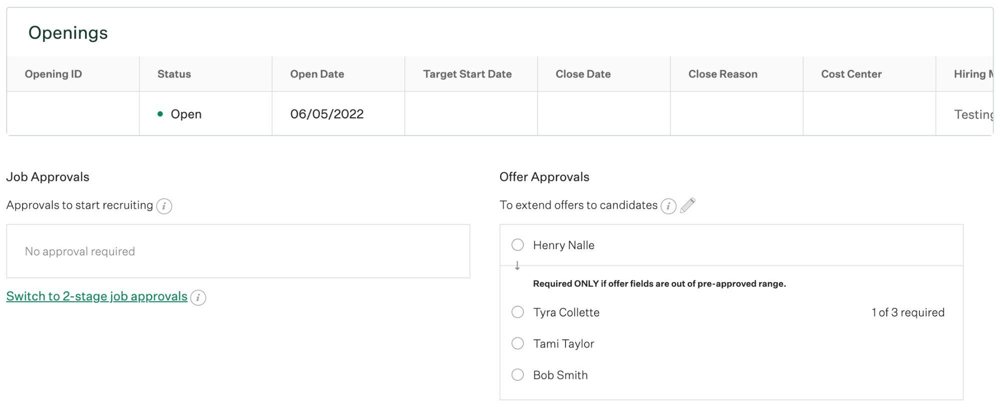 Openings
Opening ID Status Open Date Target Start Date Close Date Close Reason Cost Center Hiring
Open 06/05/2022
Job Approvals
Approvals to start recruiting i
No approval required
Switch to 2-stage job approvals i
Offer Approvals
To extend offers to candidates i
Henry Nalle
Required ONLY if offer fields are out of pre-approved range.
Tyra Collette 1 of 3 required
Tami Taylor
Bob Smith